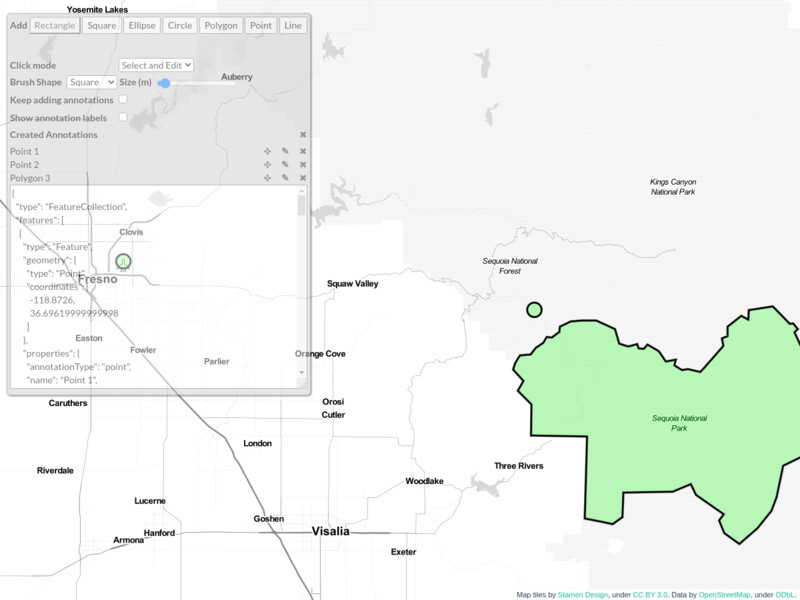 Yosemite Lakes
Add Rectangle Square Ellipse Circle Polygon Point Line
Click mode Select and Edit
Brush Shape Square Size (m)
Auberry
Keep adding annotations
Show annotation labels
Created Annotations
Point 1
Point 2
Polygon 3
{
"type": "FeatureCollection",
"features": [
{
"type": "Feature",
"geometry": {
"type": "Point",
"coordinates": [
-118.8726,
36.69619999999998
]
},
"properties": {
"annotationType": "point",
"name": "Point 1",
Clovis
Fresno
Easton
Fowler
Parlier
Kings Canyon
National Park
Sequoia National
Forest
Squaw Valley
Orange Cove
Caruthers
Orosi
Cutler
Sequoia National
Park
London
Riverdale
Three Rivers
Woodlake
Lucerne
Goshen
Visalia
Hanford
Armona
Exeter
Map tiles by Stamen Design, under CC BY 3.0. Data by OpenStreetMap, under ODbL.